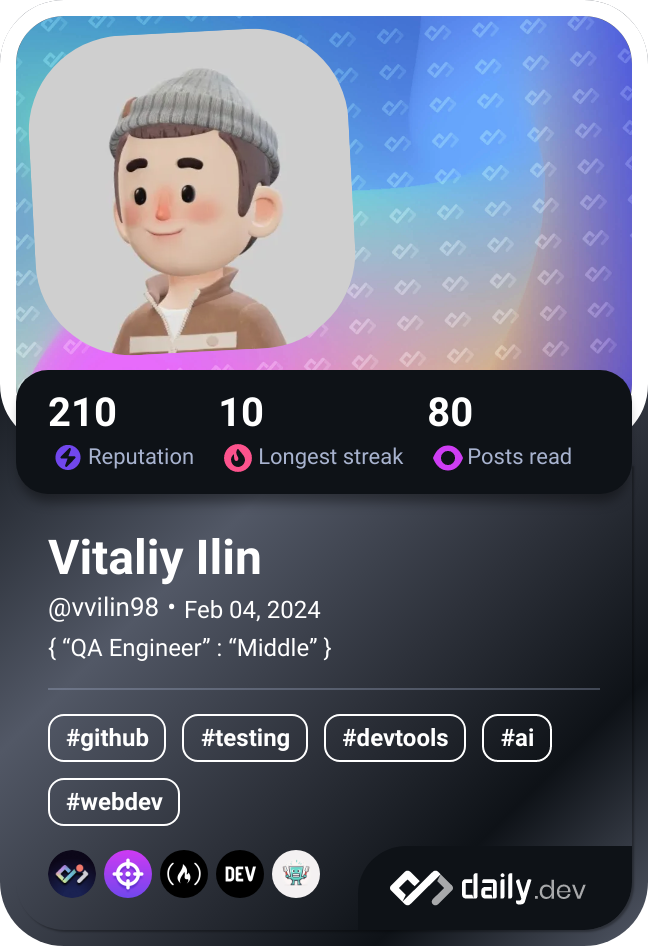 210 10 80
Reputation Longest streak Posts read
Vitaliy Ilin
@vvilin98 • Feb 04, 2024
{ “QA Engineer” : “Middle” }
#github #testing #devtools #ai
#webdev
DEV
daily.dev